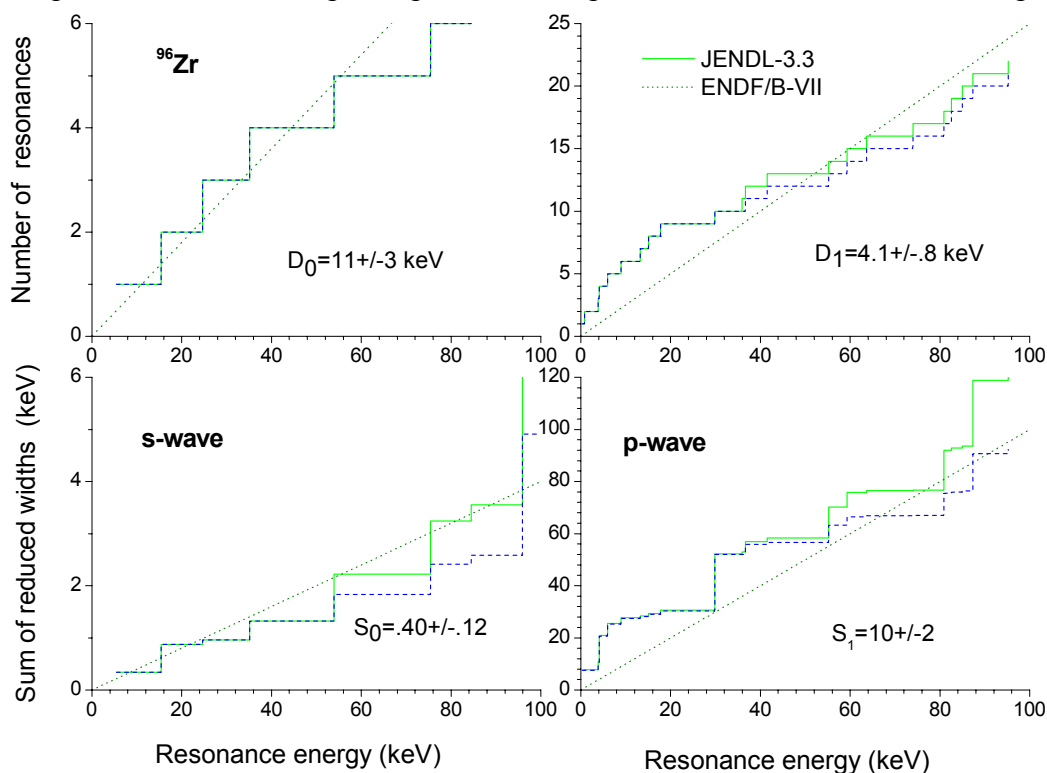 6
4
2
0
Number of resonances
⁹⁶Zr
D₀=11+/-3 keV
0 20 40 60 80 100
25
20
15
10
5
0
JENDL-3.3
ENDF/B-VII
D₁=4.1+/-.8 keV
0 20 40 60 80 100
6
4
2
0
Sum of reduced widths (keV)
s-wave
S₀=.40+/-.12
0 20 40 60 80 100
Resonance energy (keV)
120
100
80
60
40
20
0
p-wave
S₁=10+/-2
0 20 40 60 80 100
Resonance energy (keV)